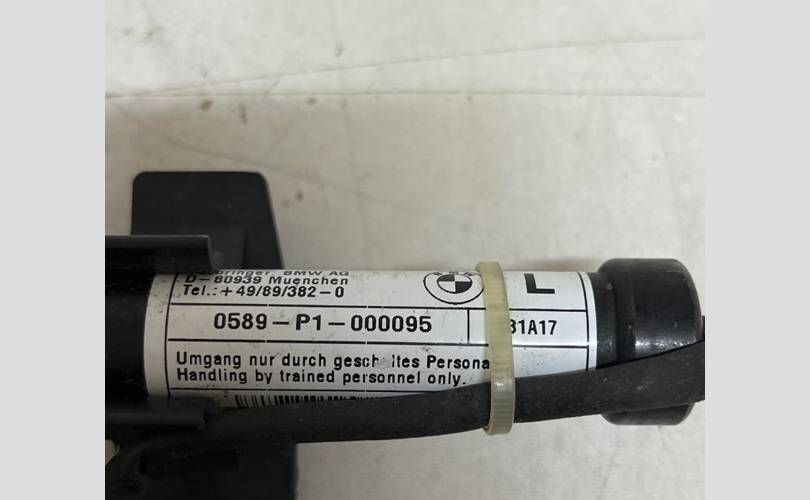 BMW AG
D-80939 Muenchen
Tel.: +49/89/382-0
L
0589-P1-000095
31A17
Umgang nur durch
Handling by trained personnel only.